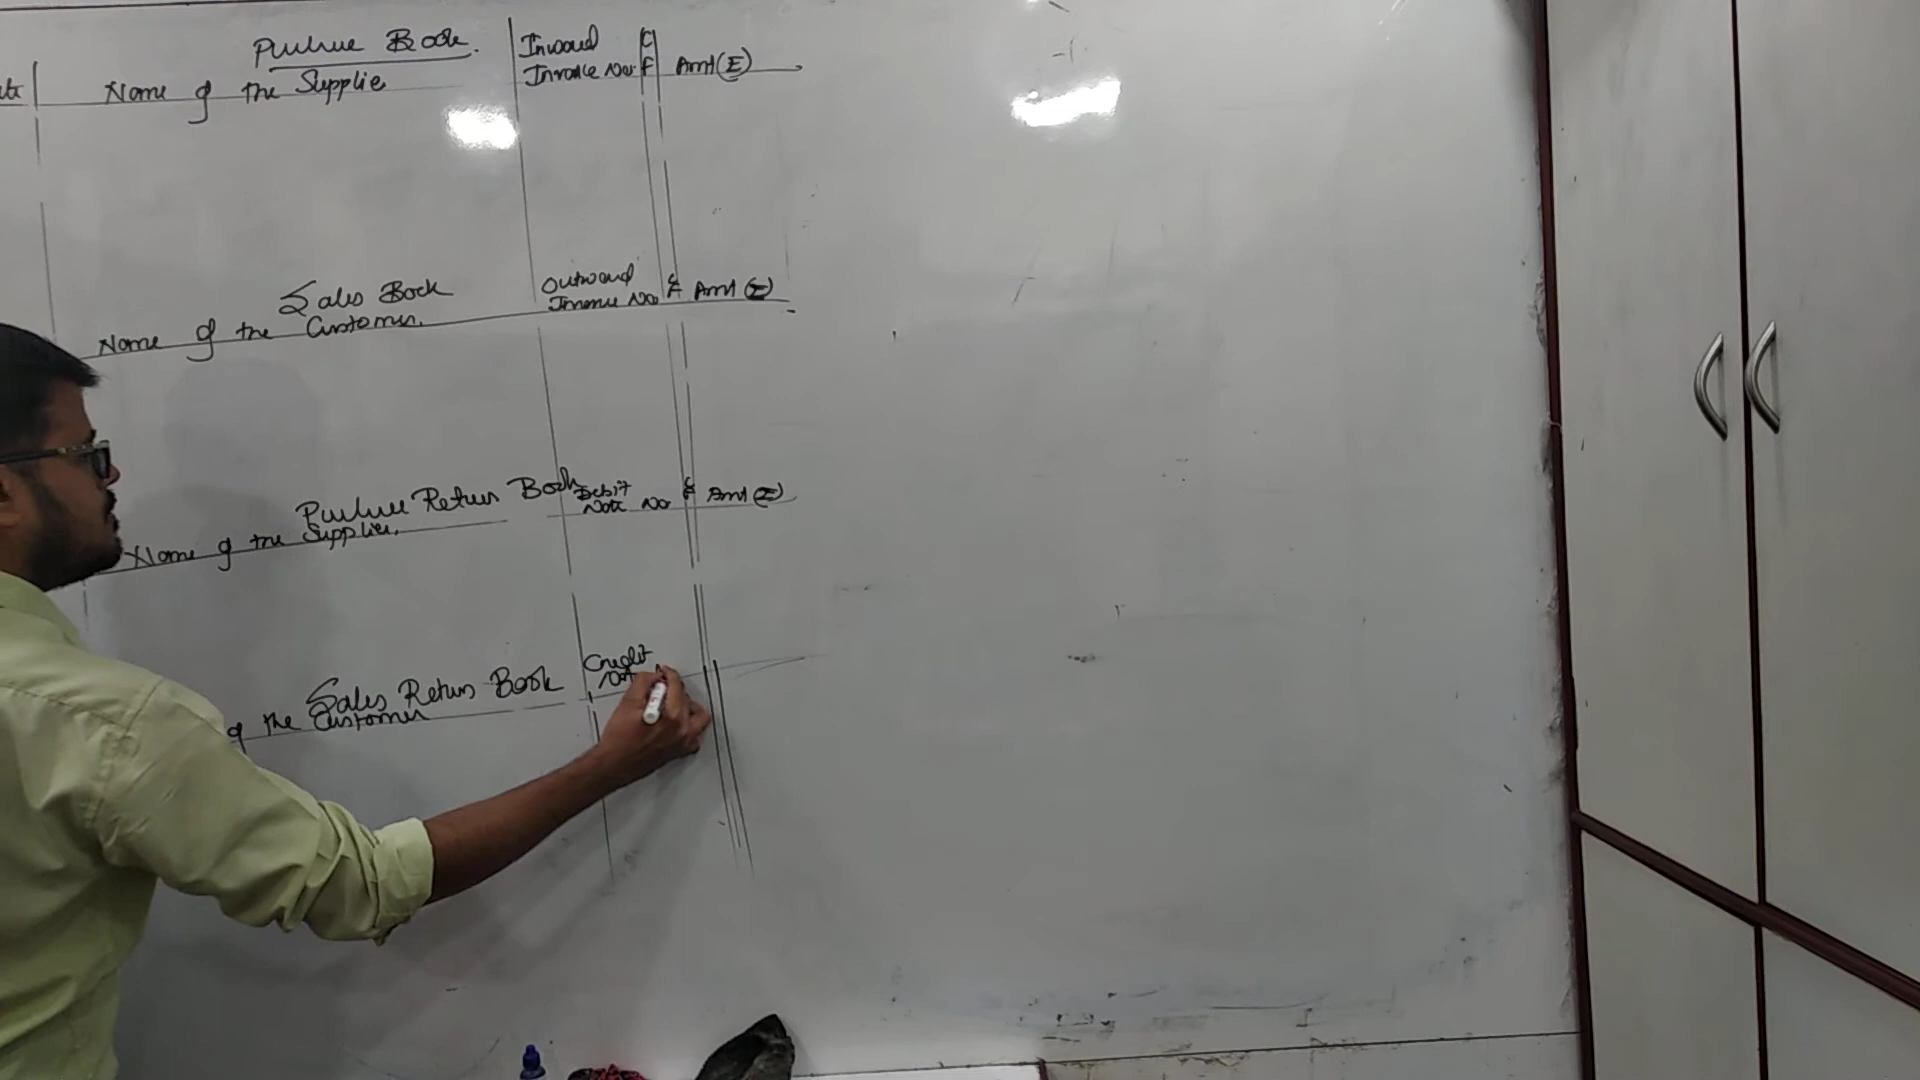 Purchase Book.
Inward
Invoice No.
L
F
Amt(₹)
Name of the Supplie
Sales Book
Outward
Invoice No
L
F
Amt (₹)
Name of the Customer.
Purchase Return Book
Debit
Note No
L
F
Amt (₹)
Name of the Supplier.
Sales Return Book
Credit
of the Customer